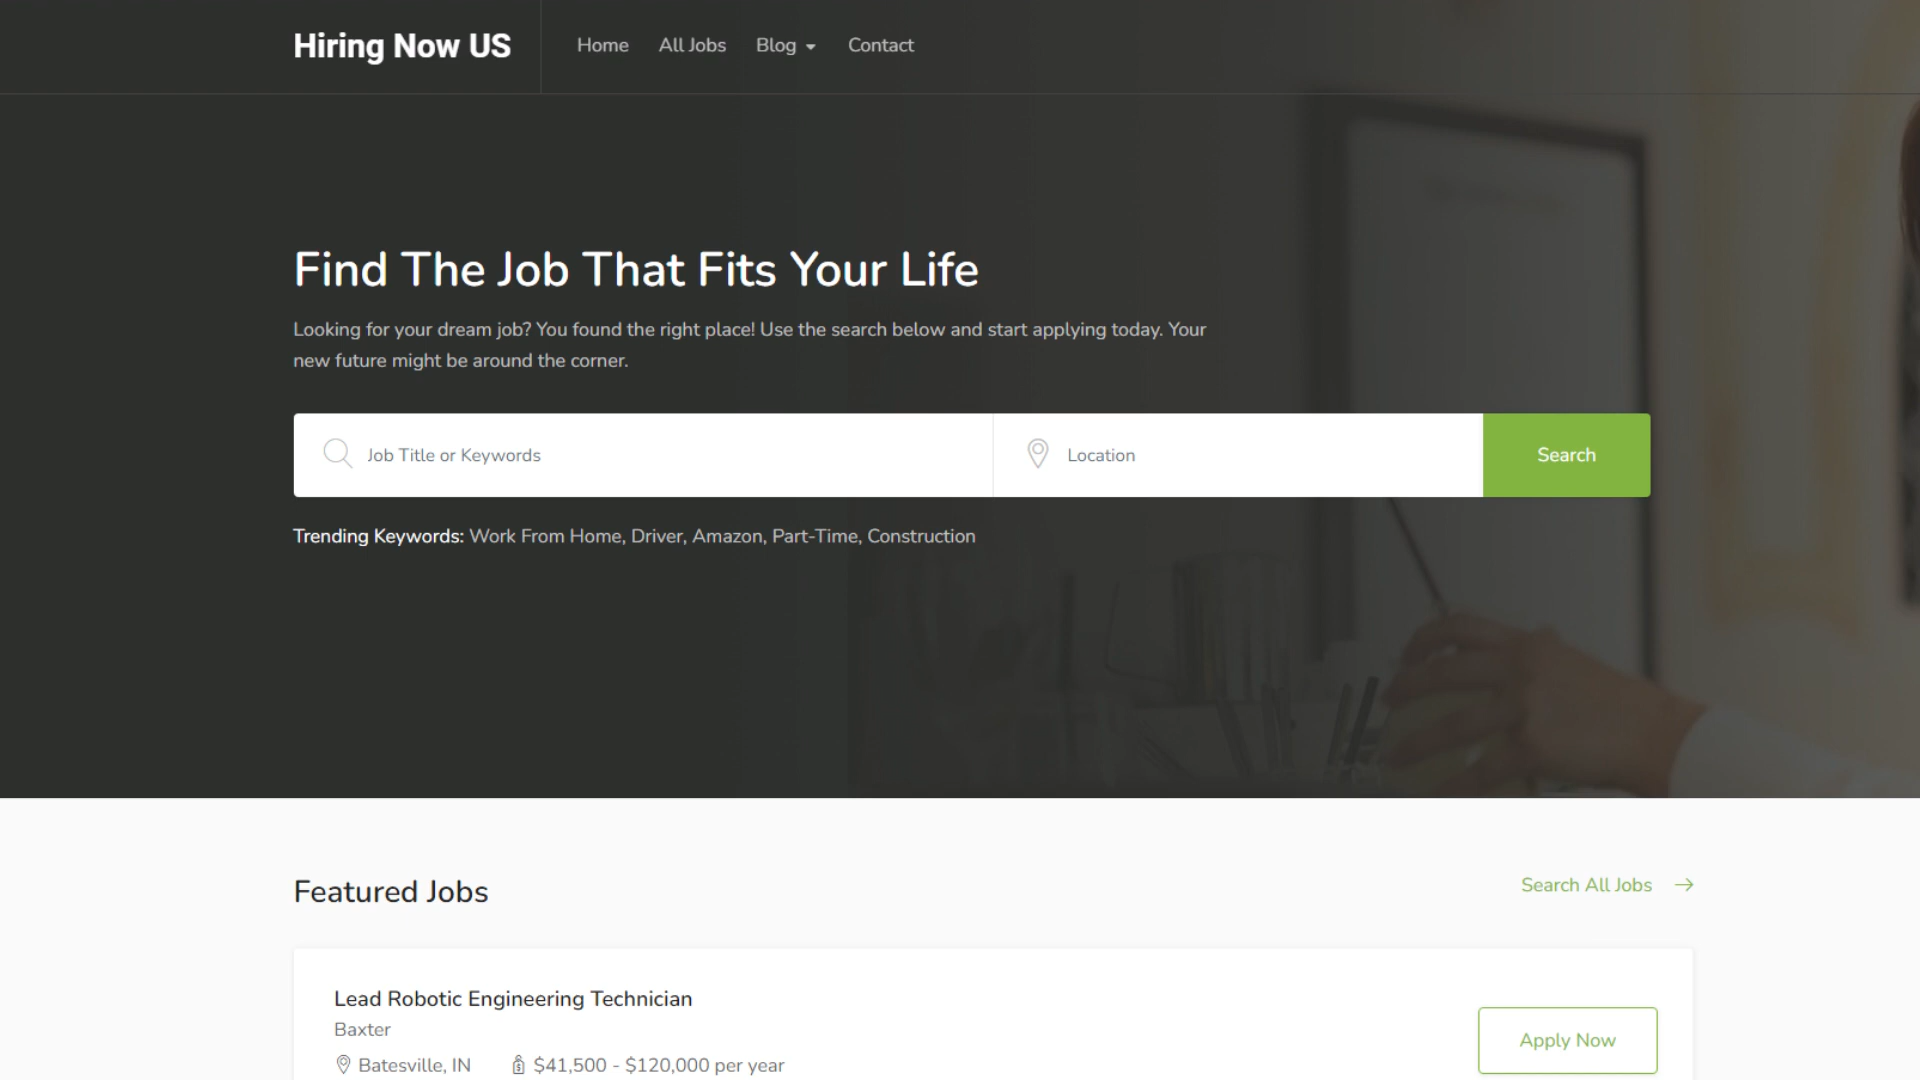 Hiring Now US
Home
All Jobs
Blog
Contact
Find The Job That Fits Your Life
Looking for your dream job? You found the right place! Use the search below and start applying today. Your
new future might be around the corner.
Job Title or Keywords
Location
Search
Trending Keywords: Work From Home, Driver, Amazon, Part-Time, Construction
Featured Jobs
Search All Jobs
Lead Robotic Engineering Technician
Baxter
Batesville, IN
$41,500 - $120,000 per year
Apply Now